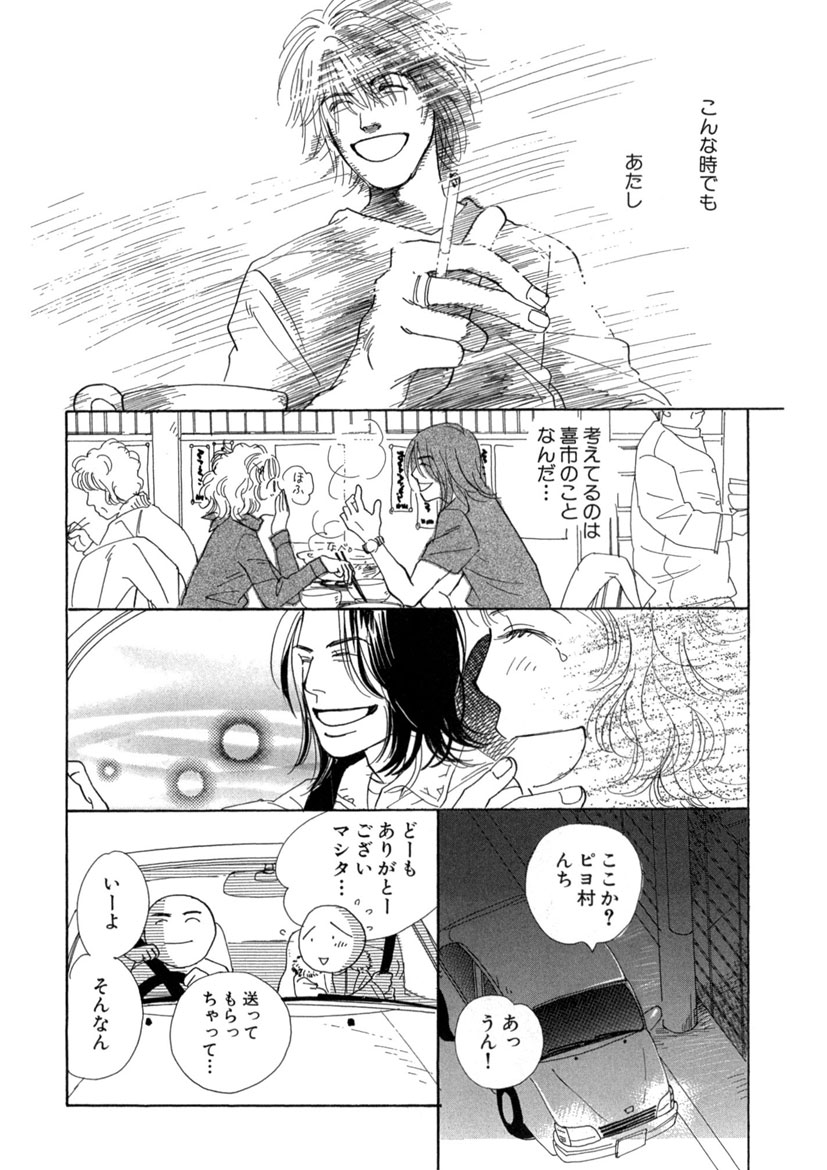 こんな時でも
あたし
考えてるのは
喜市のこと
なんだ…
ほふ
なべ。
ここか?
ピヨ村
んち
あっ
うん!
どーも
ありがとー
ござい
マシタ…
送って
もらっ
ちゃって…
いーよ
そんなん